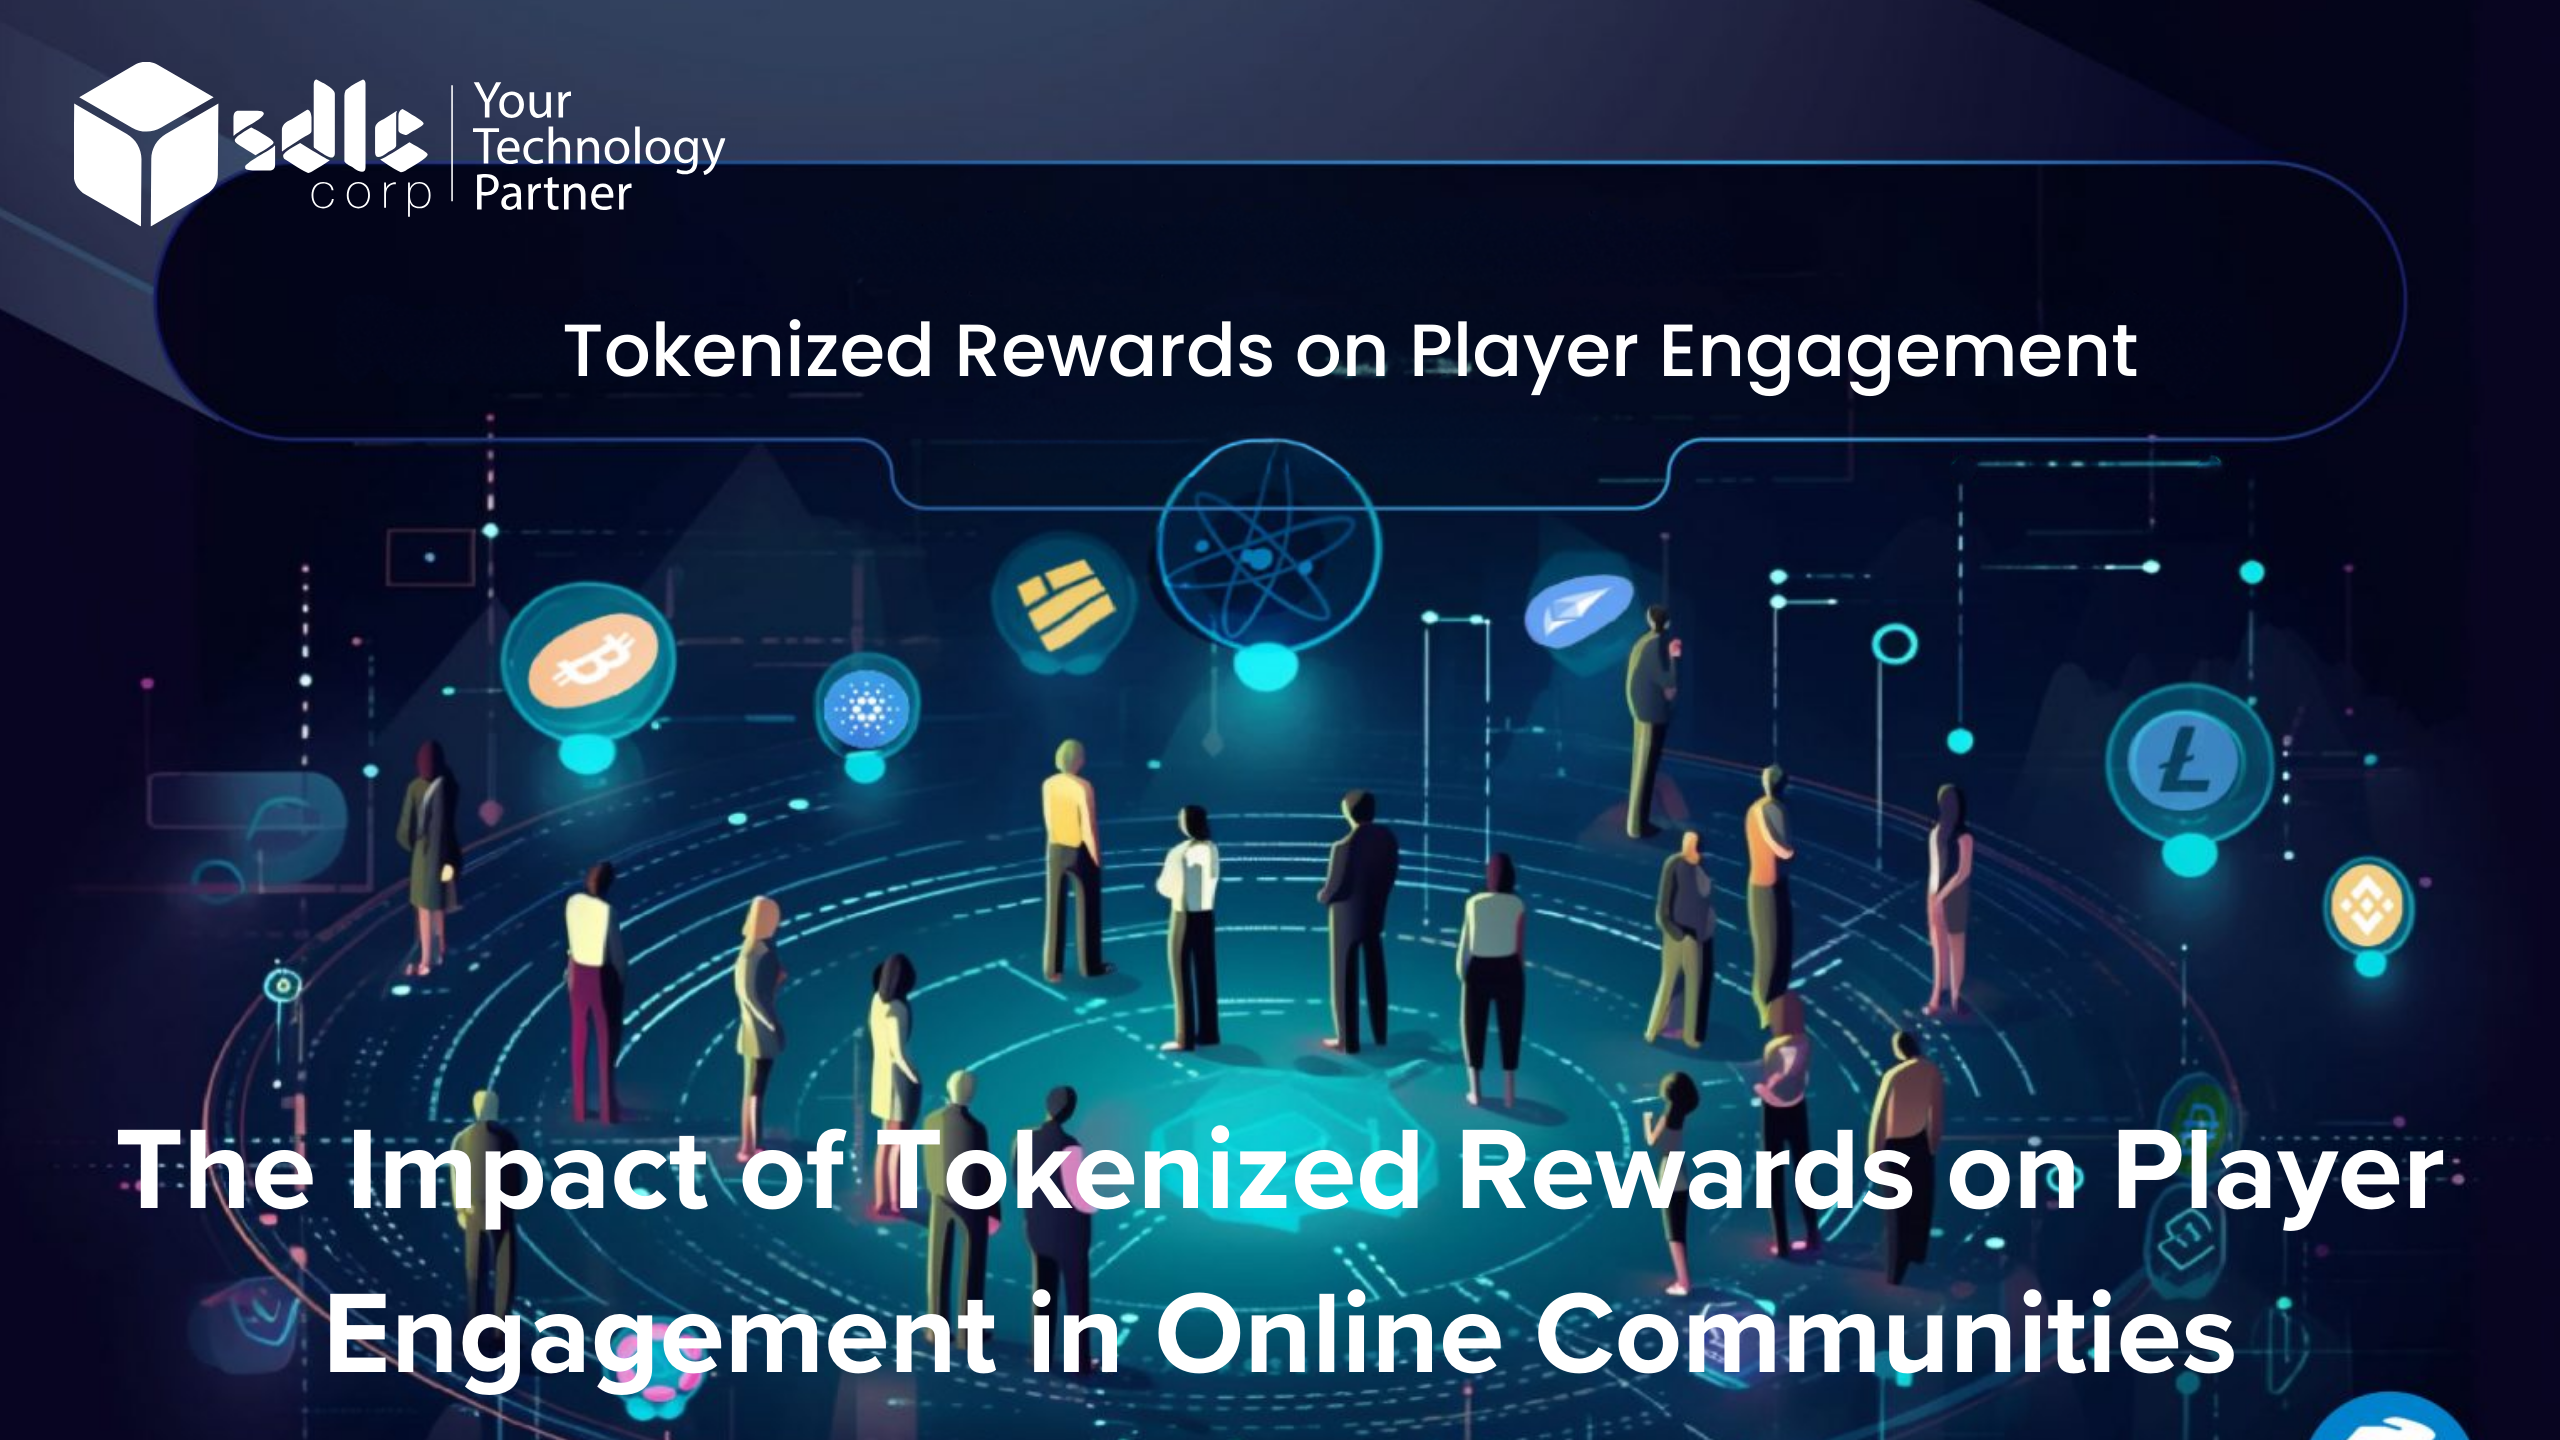 sdlc
corp
Your
Technology
Partner
Tokenized Rewards on Player Engagement
The Impact of Tokenized Rewards on Player
Engagement in Online Communities